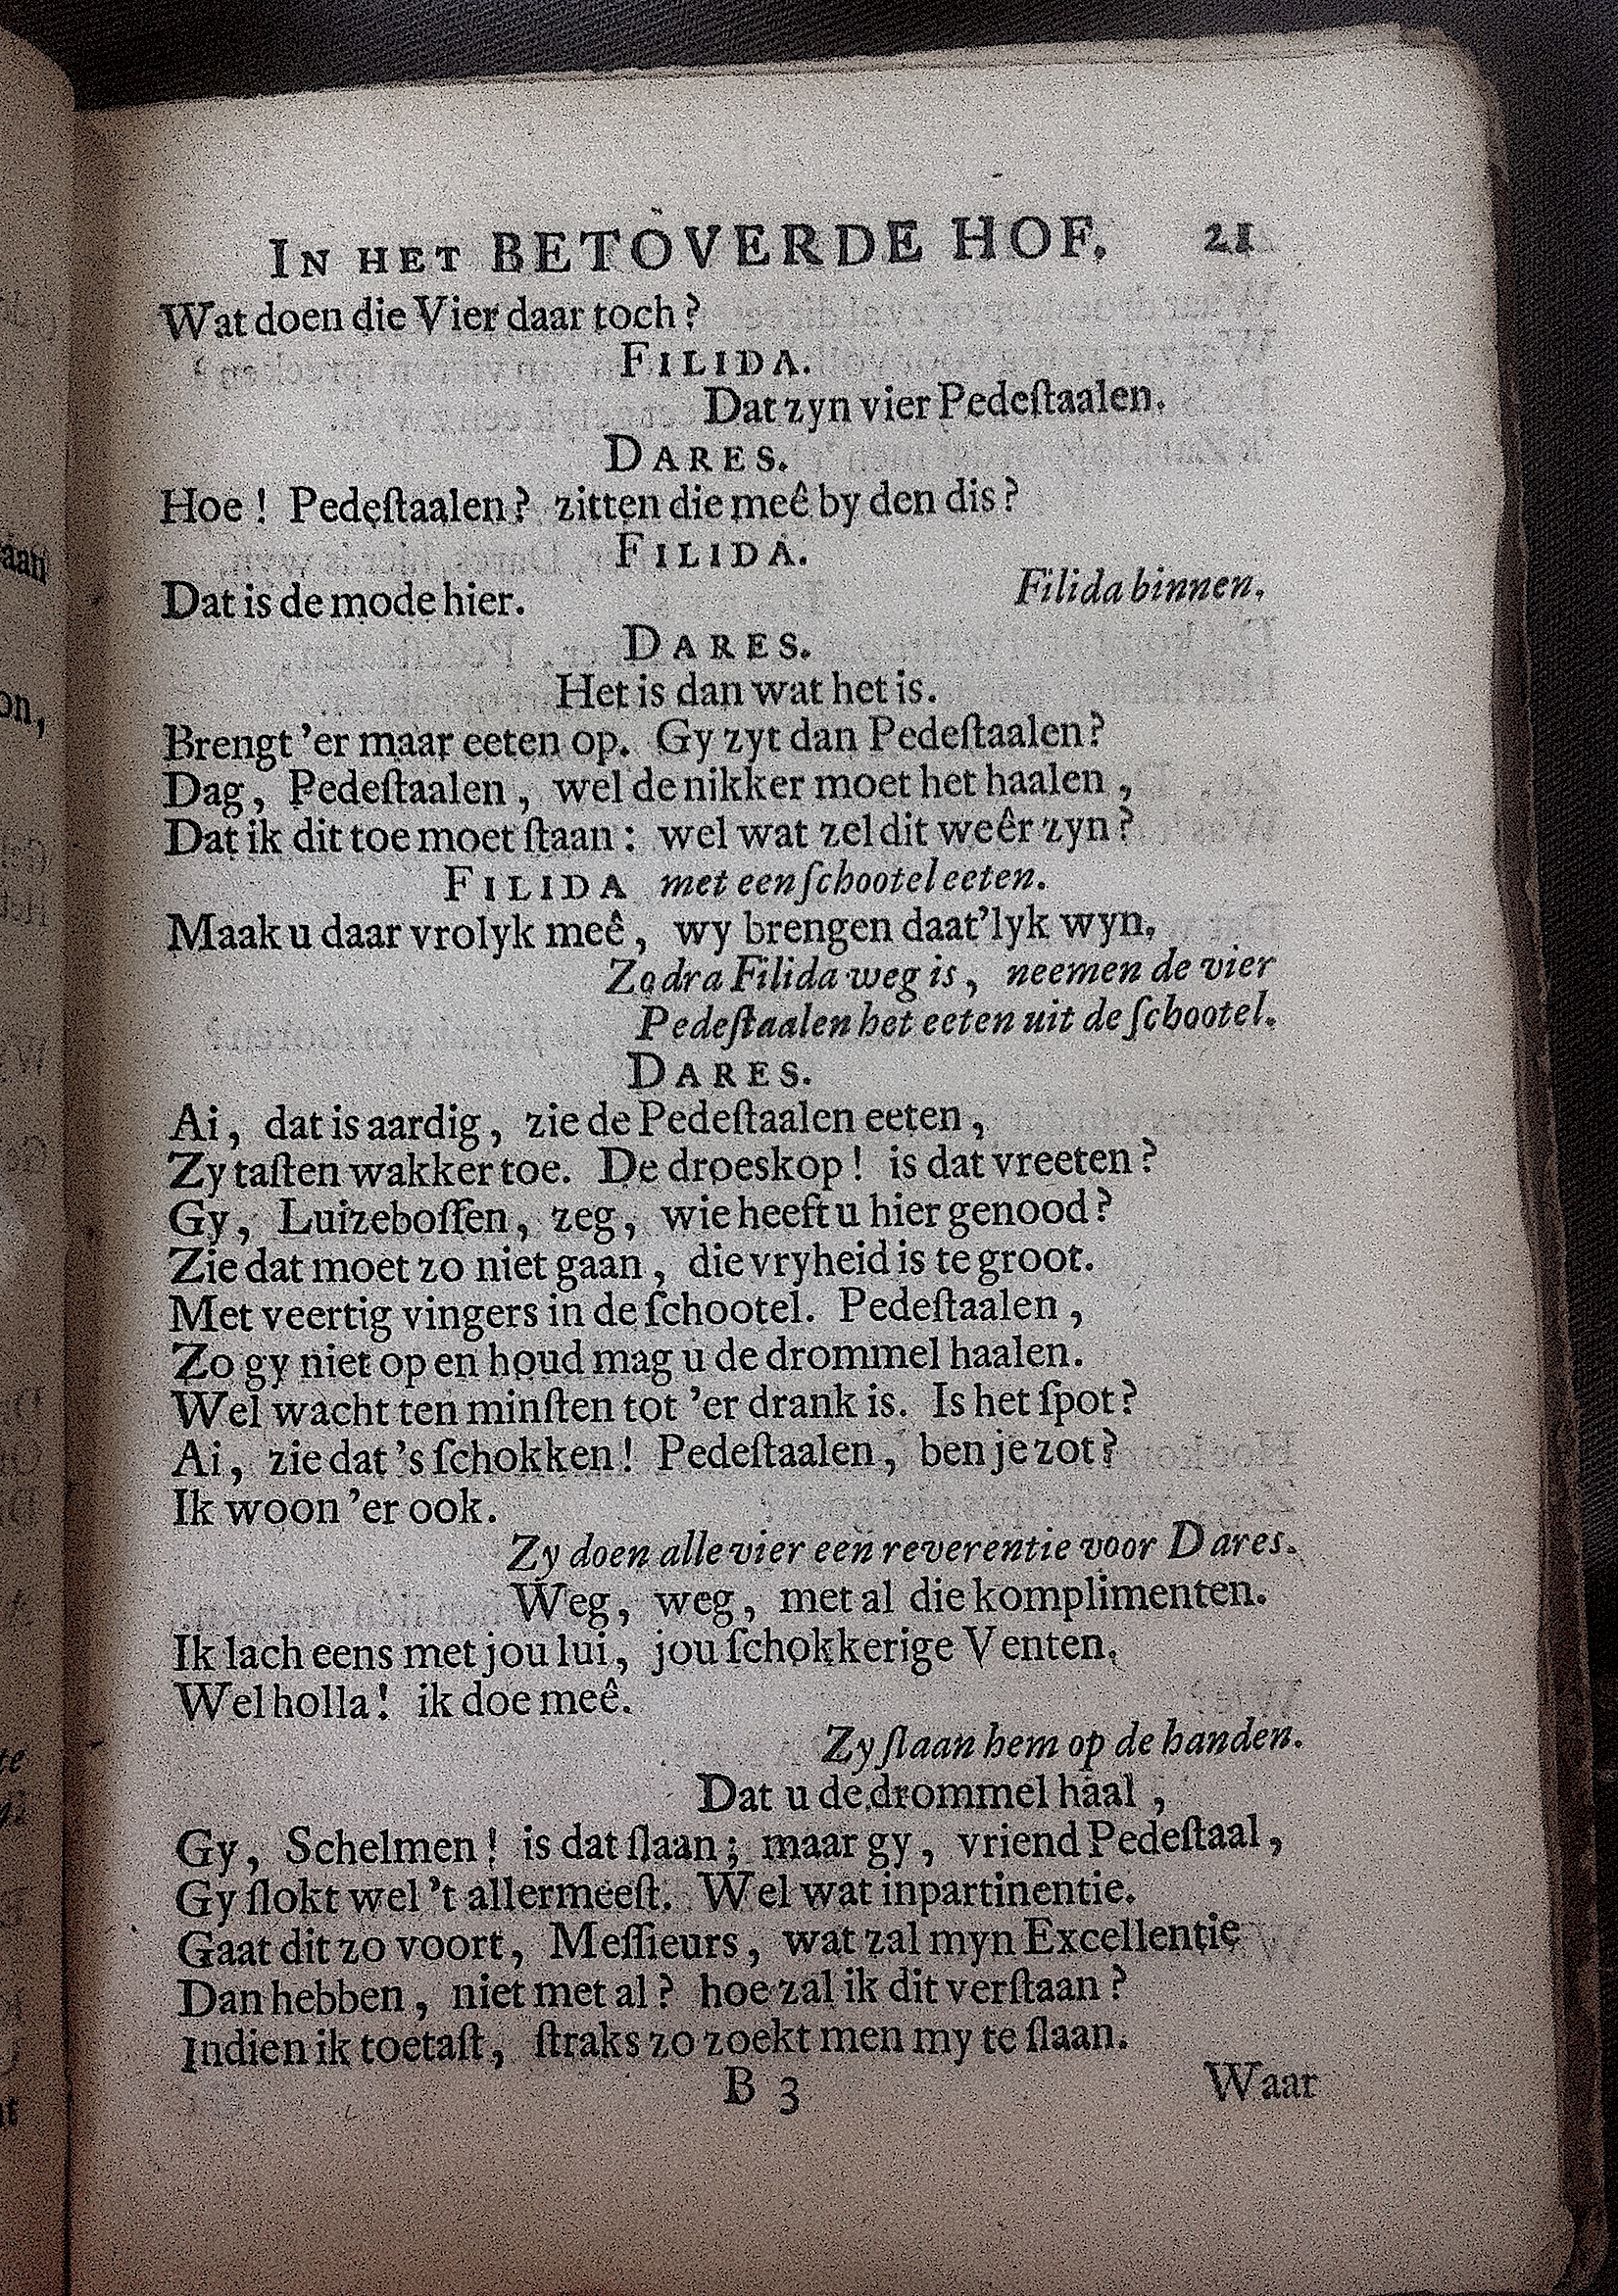 In het BETOVERDE HOF. 21
Wat doen die Vier daar toch?
Filida.
Dat zyn vier Pedeſtaalen.
Dares.
Hoe! Pedeſtaalen? zitten die meê by den dis?
Filida.
Dat is de mode hier. Filida binnen.
Dares.
Het is dan wat het is.
Brengt 'er maar eeten op. Gy zyt dan Pedeſtaalen?
Dag, Pedeſtaalen, wel de nikker moet het haalen,
Dat ik dit toe moet ſtaan: wel wat zel dit weêr zyn?
Filida met een ſchootel eeten.
Maak u daar vrolyk meê, wy brengen daat'lyk wyn.
Zodra Filida weg is, neemen de vier
Pedeſtaalen het eeten uit de ſchootel.
Dares.
Ai, dat is aardig, zie de Pedeſtaalen eeten,
Zy taſten wakker toe. De droeskop! is dat vreeten?
Gy, Luizeboſſen, zeg, wie heeft u hier genood?
Zie dat moet zo niet gaan, die vryheid is te groot.
Met veertig vingers in de ſchootel. Pedeſtaalen,
Zo gy niet op en houd mag u de drommel haalen.
Wel wacht ten minſten tot 'er drank is. Is het ſpot?
Ai, zie dat 's ſchokken! Pedeſtaalen, ben je zot?
Ik woon 'er ook.
Zy doen alle vier een reverentie voor Dares.
Weg, weg, met al die komplimenten.
Ik lach eens met jou lui, jou ſchokkerige Venten.
Wel holla! ik doe meê.
Zy ſlaan hem op de handen.
Dat u de drommel haal,
Gy, Schelmen! is dat ſlaan; maar gy, vriend Pedeſtaal,
Gy ſlokt wel 't allermeeſt. Wel wat inpartinentie.
Gaat dit zo voort, Meſſieurs, wat zal myn Excellentie
Dan hebben, niet met al? hoe zal ik dit verſtaan?
Indien ik toetaſt, ſtraks zo zoekt men my te ſlaan.
B 3 Waar